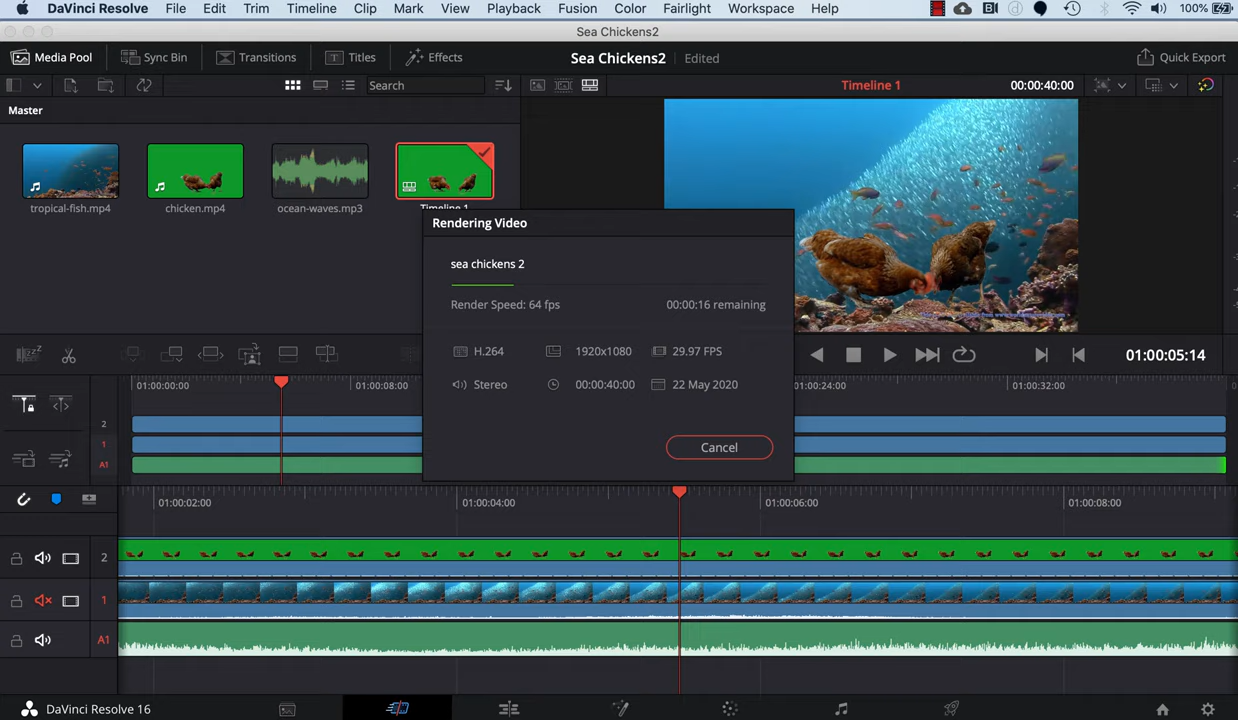 DaVinci Resolve File Edit Trim Timeline Clip Mark View Playback Fusion Color Fairlight Workspace Help 100%
Sea Chickens2
Media Pool Sync Bin Transitions Titles Effects Sea Chickens2 Edited Quick Export
Search Timeline 1 00:00:40:00
Master
tropical-fish.mp4 chicken.mp4 ocean-waves.mp3 Timeline 1
Rendering Video
sea chickens 2
Render Speed: 64 fps 00:00:16 remaining
H.264 1920x1080 29.97 FPS
Stereo 00:00:40:00 22 May 2020
Cancel
01:00:05:14
01:00:00:00 01:00:08:00 01:00:24:00 01:00:32:00
2
1
A1
01:00:02:00 01:00:04:00 01:00:06:00 01:00:08:00
2
1
A1
DaVinci Resolve 16